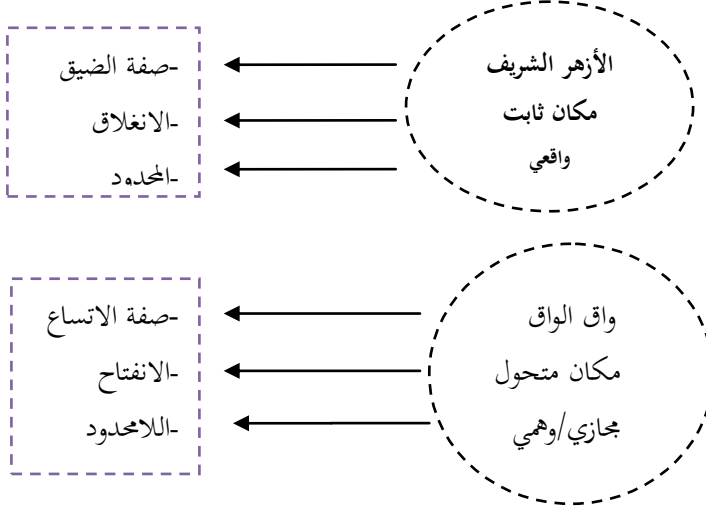 الأزهر الشريف
مكان ثابت
واقعي
-صفة الضيق
-الانغلاق
-المحدود
واق الواق
مكان متحول
مجازي/وهمي
-صفة الاتساع
-الانفتاح
-اللامحدود